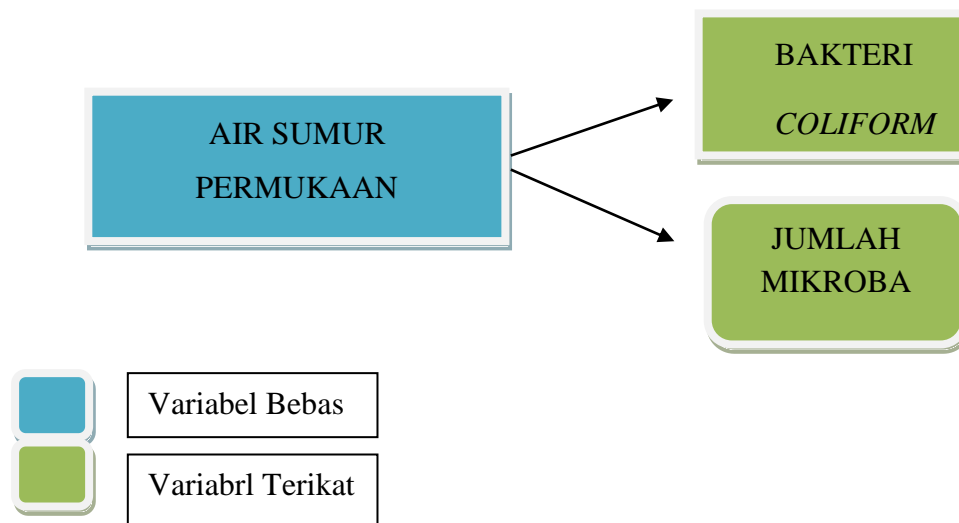 BAKTERI
COLIFORM
AIR SUMUR
PERMUKAAN
JUMLAH
MIKROBA
Variabel Bebas
Variabrl Terikat